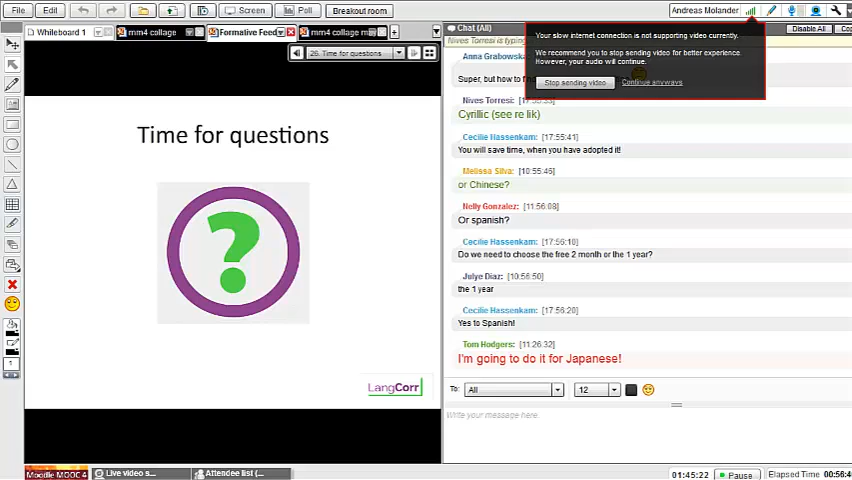 File
Edit
Screen
Poll
Breakout room
Andreas Molander
Whiteboard 1
mm4 collage
Formative Feed
mm4 collage m
Chat (All)
Disable All
Nives Torresi is typing
Your slow internet connection is not supporting video currently.
We recommend you to stop sending video for better experience.
However, your audio will continue.
Stop sending video
Continue anyways
26. Time for questions
Anna Grabowska
Super, but how to
Nives Torresi:
Cyrillic (see re lik)
Cecilie Hassenkam: [17:55:41]
You will save time, when you have adopted it!
Melissa Silva: [10:55:46]
or Chinese?
Nelly Gonzalez: [11:56:08]
Or spanish?
Cecilie Hassenkam: [17:56:18]
Do we need to choose the free 2 month or the 1 year?
Julye Diaz: [10:56:50]
the 1 year
Cecilie Hassenkam: [17:56:20]
Yes to Spanish!
Tom Hodgers: [11:26:32]
I'm going to do it for Japanese!
Time for questions
?
LangCorr
To: All
12
Write your message here.
1
Moodle MOOC 4
Live video s...
Attendee list (...
01:45:22
Pause
Elapsed Time: 00:56:4